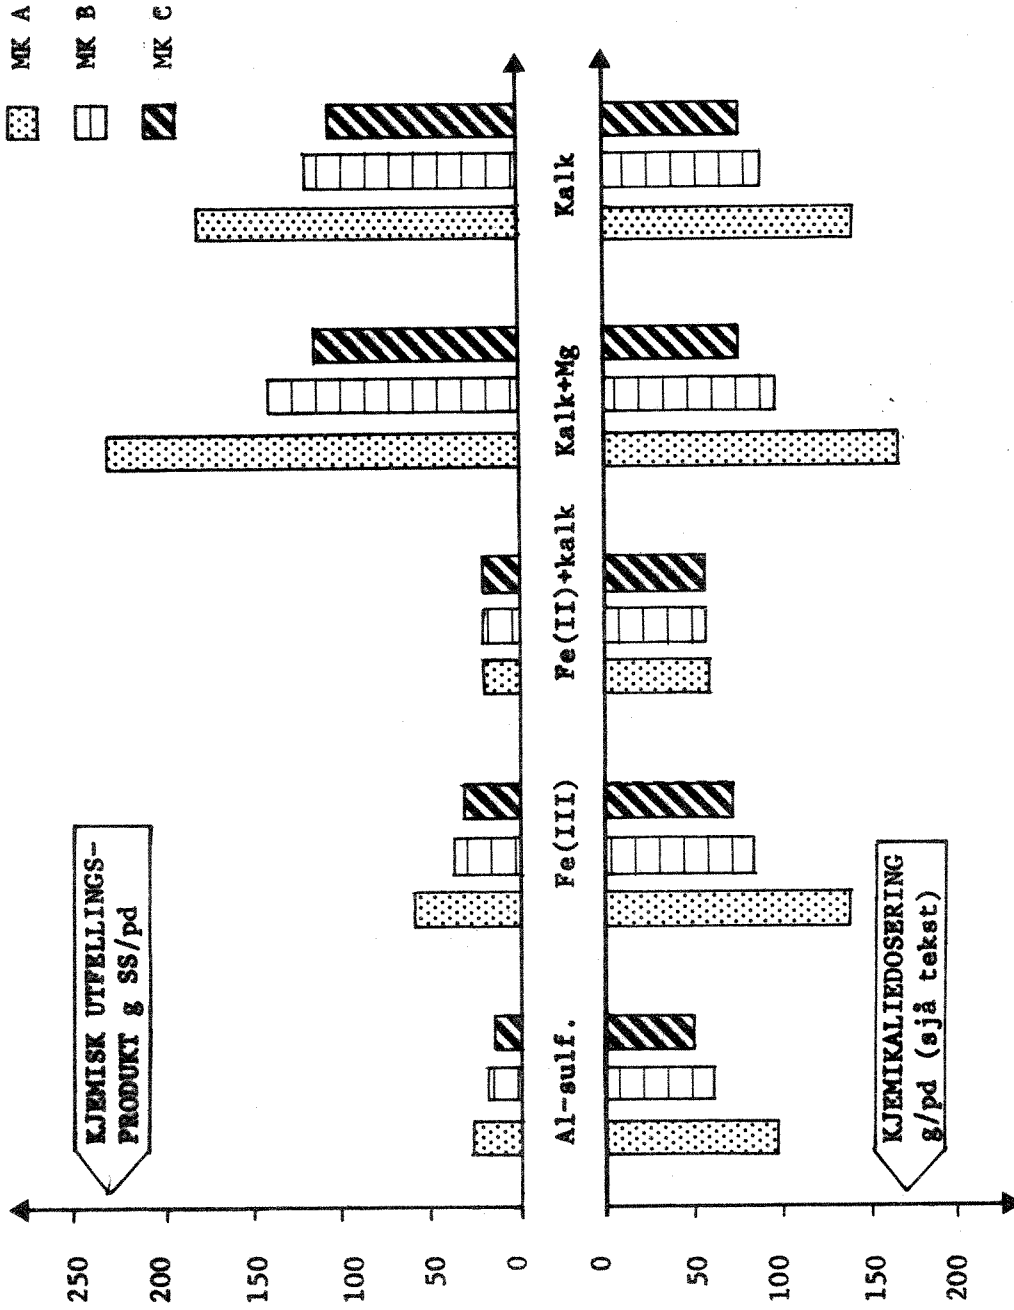 MK A
MK B
MK C
KJEMISK UTFELLINGS-
PRODUKT g SS/pd
250
200
150
100
50
0
Al-sulf.
Fe(III)
Fe(II)+kalk
Kalk+Mg
Kalk
0
50
100
150
200
KJEMIKALIEDOSERING
g/pd (sjå tekst)